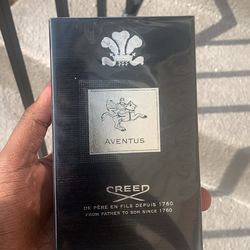 AVENTUS
CREED
DE PÈRE EN FILS DEPUIS 1760
FROM FATHER TO SON SINCE 1760